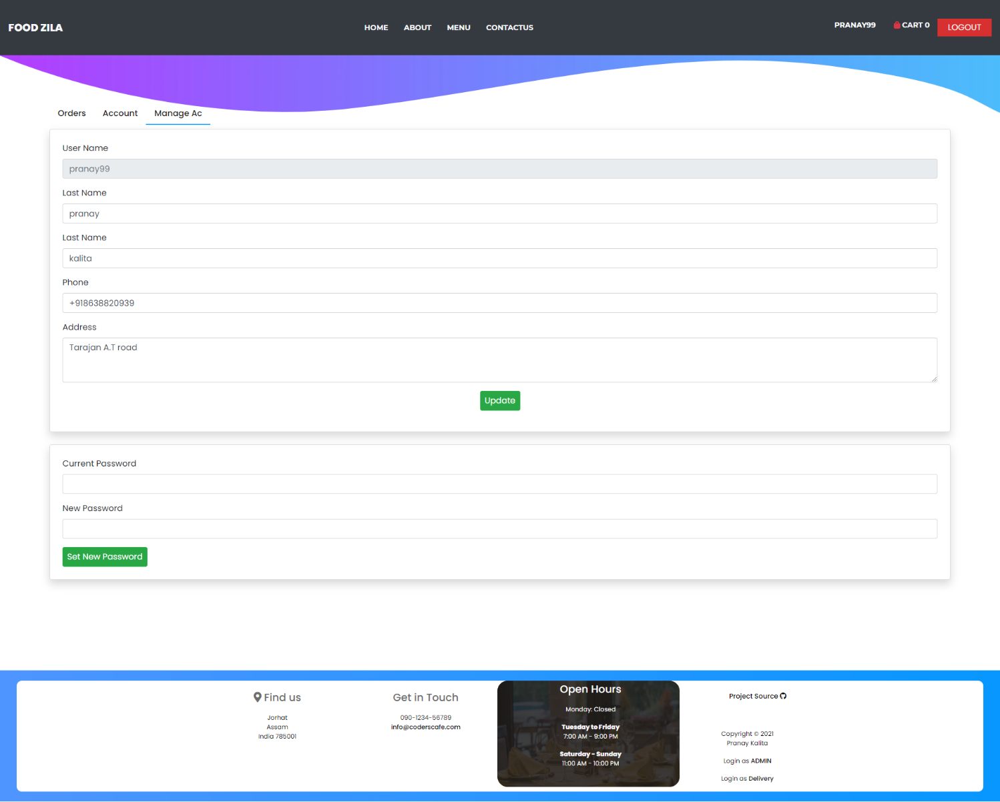 FOOD ZILA
HOME ABOUT MENU CONTACTUS
PRANAY99 CART 0 LOGOUT
Orders Account Manage Ac
User Name
pranay99
Last Name
pranay
Last Name
kalita
Phone
+918638820939
Address
Tarajan A.T road
Update
Current Password
New Password
Set New Password
Find us
Jorhat
Assam
India 785001
Get in Touch
090-1234-56789
info@coderscafe.com
Open Hours
Monday: Closed
Tuesday to Friday
7:00 AM - 9:00 PM
Saturday - Sunday
11:00 AM - 10:00 PM
Project Source
Copyright © 2021
Pranay Kalita
Login as ADMIN
Login as Delivery